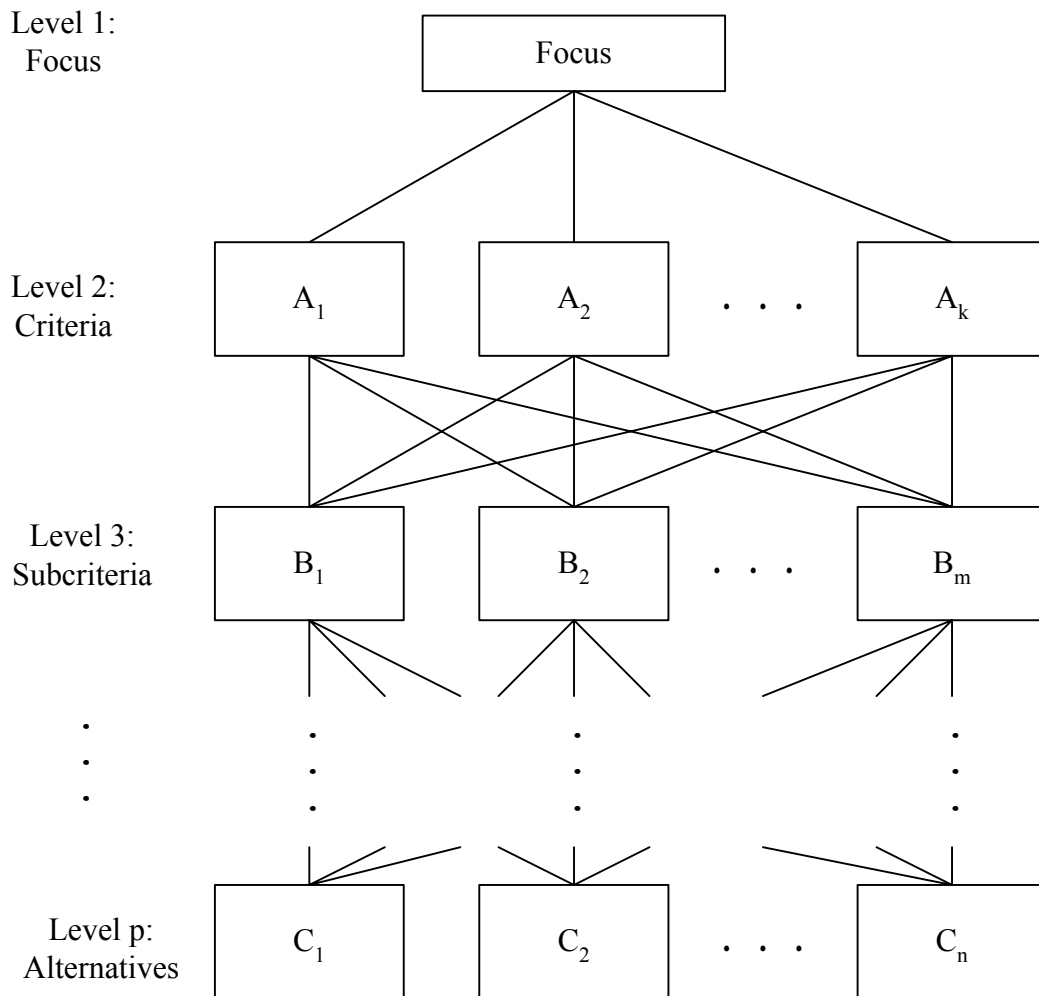 Level 1:
Focus
Focus
Level 2:
Criteria
A₁ A₂ . . . Aₖ
Level 3:
Subcriteria
B₁ B₂ . . . Bₘ
.
.
.
. . .
. . .
. . .
Level p:
Alternatives
C₁ C₂ . . . Cₙ